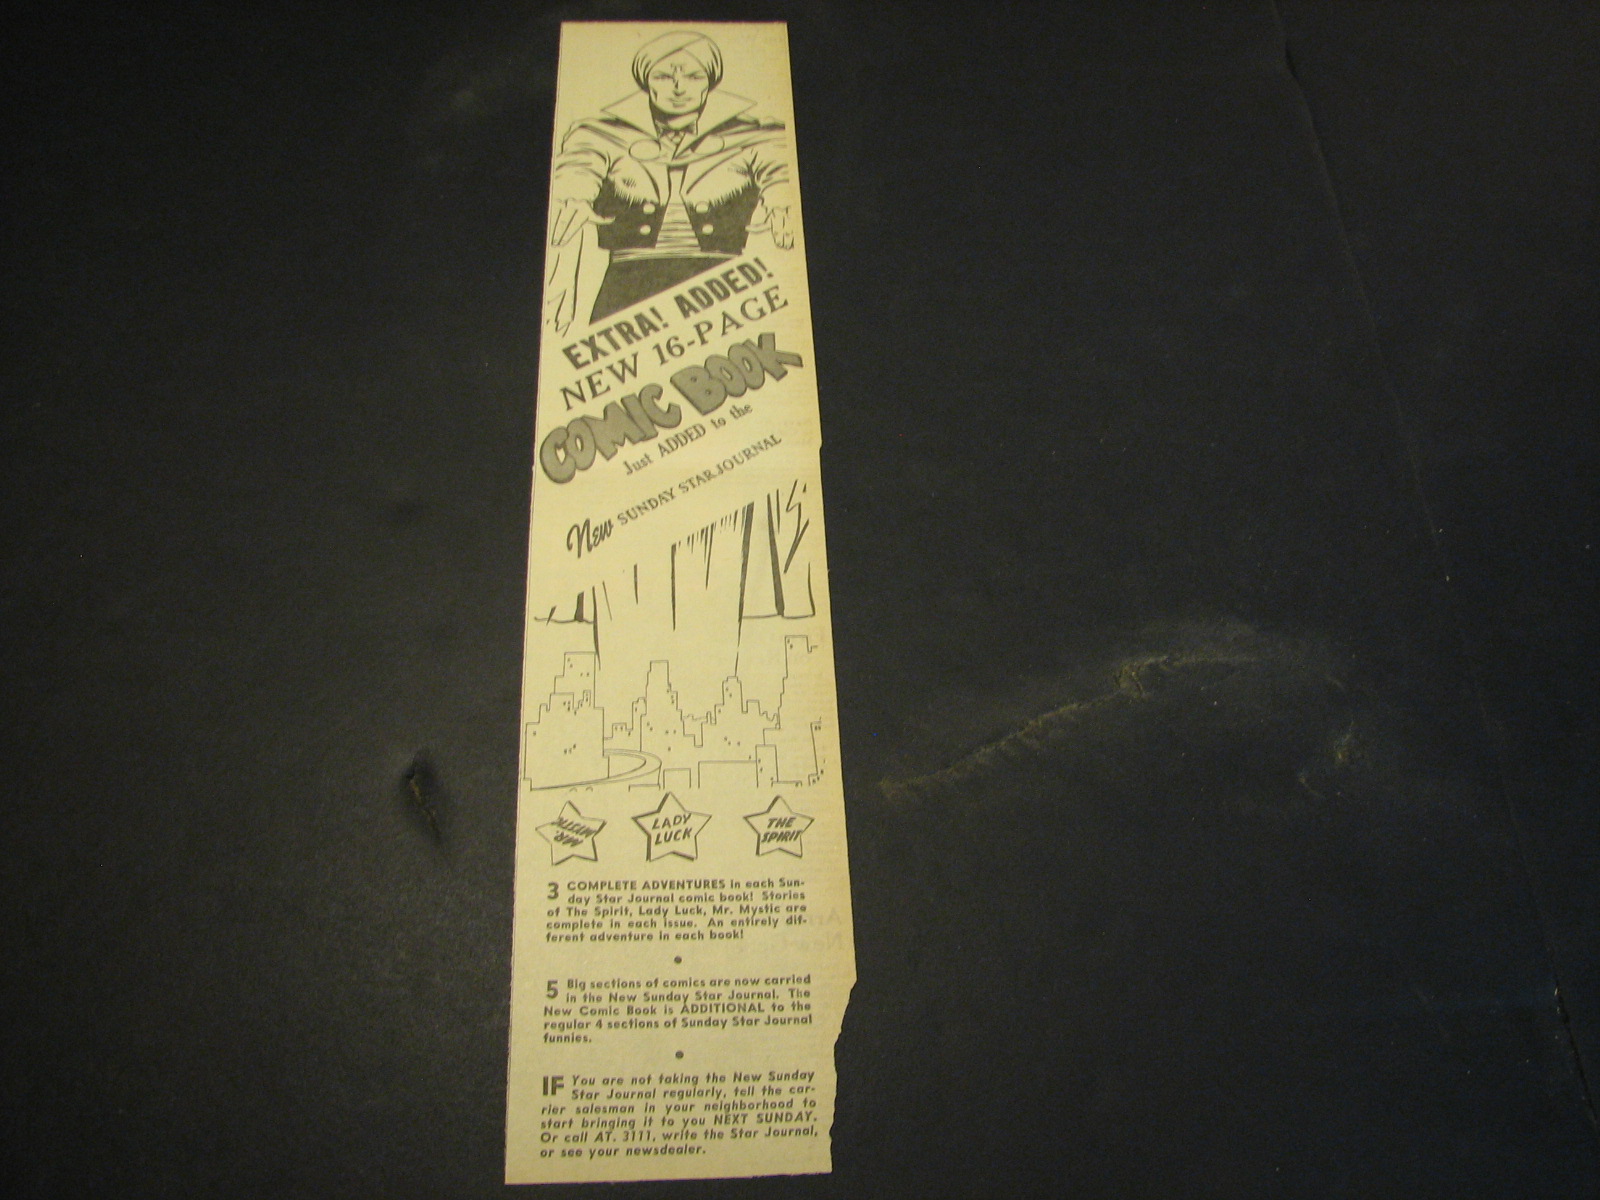 EXTRA! ADDED!
NEW 16-PAGE
COMIC BOOK
Just ADDED to the
New SUNDAY STAR JOURNAL
MR. MYSTIC
LADY
LUCK
THE
SPIRIT
3 COMPLETE ADVENTURES in each Sun-
day Star Journal comic book! Stories
of The Spirit, Lady Luck, Mr. Mystic are
complete in each issue. An entirely dif-
ferent adventure in each book!
5 Big sections of comics are now carried
in the New Sunday Star Journal. The
New Comic Book is ADDITIONAL to the
regular 4 sections of Sunday Star Journal
funnies.
IF You are not taking the New Sunday
Star Journal regularly, tell the car-
rier salesman in your neighborhood to
start bringing it to you NEXT SUNDAY.
Or call AT. 3111, write the Star Journal,
or see your newsdealer.